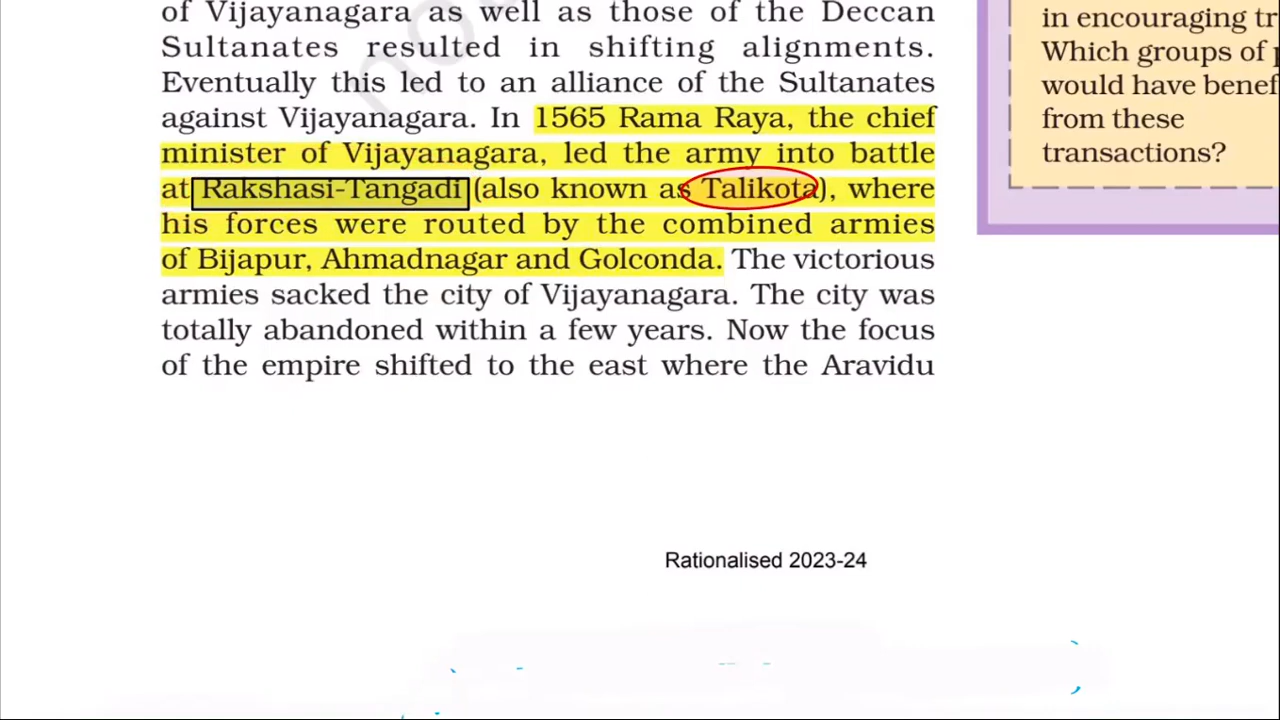 of Vijayanagara as well as those of the Deccan
Sultanates resulted in shifting alignments.
Eventually this led to an alliance of the Sultanates
against Vijayanagara. In 1565 Rama Raya, the chief
minister of Vijayanagara, led the army into battle
at Rakshasi-Tangadi (also known as Talikota), where
his forces were routed by the combined armies
of Bijapur, Ahmadnagar and Golconda. The victorious
armies sacked the city of Vijayanagara. The city was
totally abandoned within a few years. Now the focus
of the empire shifted to the east where the Aravidu
in encouraging tr
Which groups of p
would have benef
from these
transactions?
Rationalised 2023-24